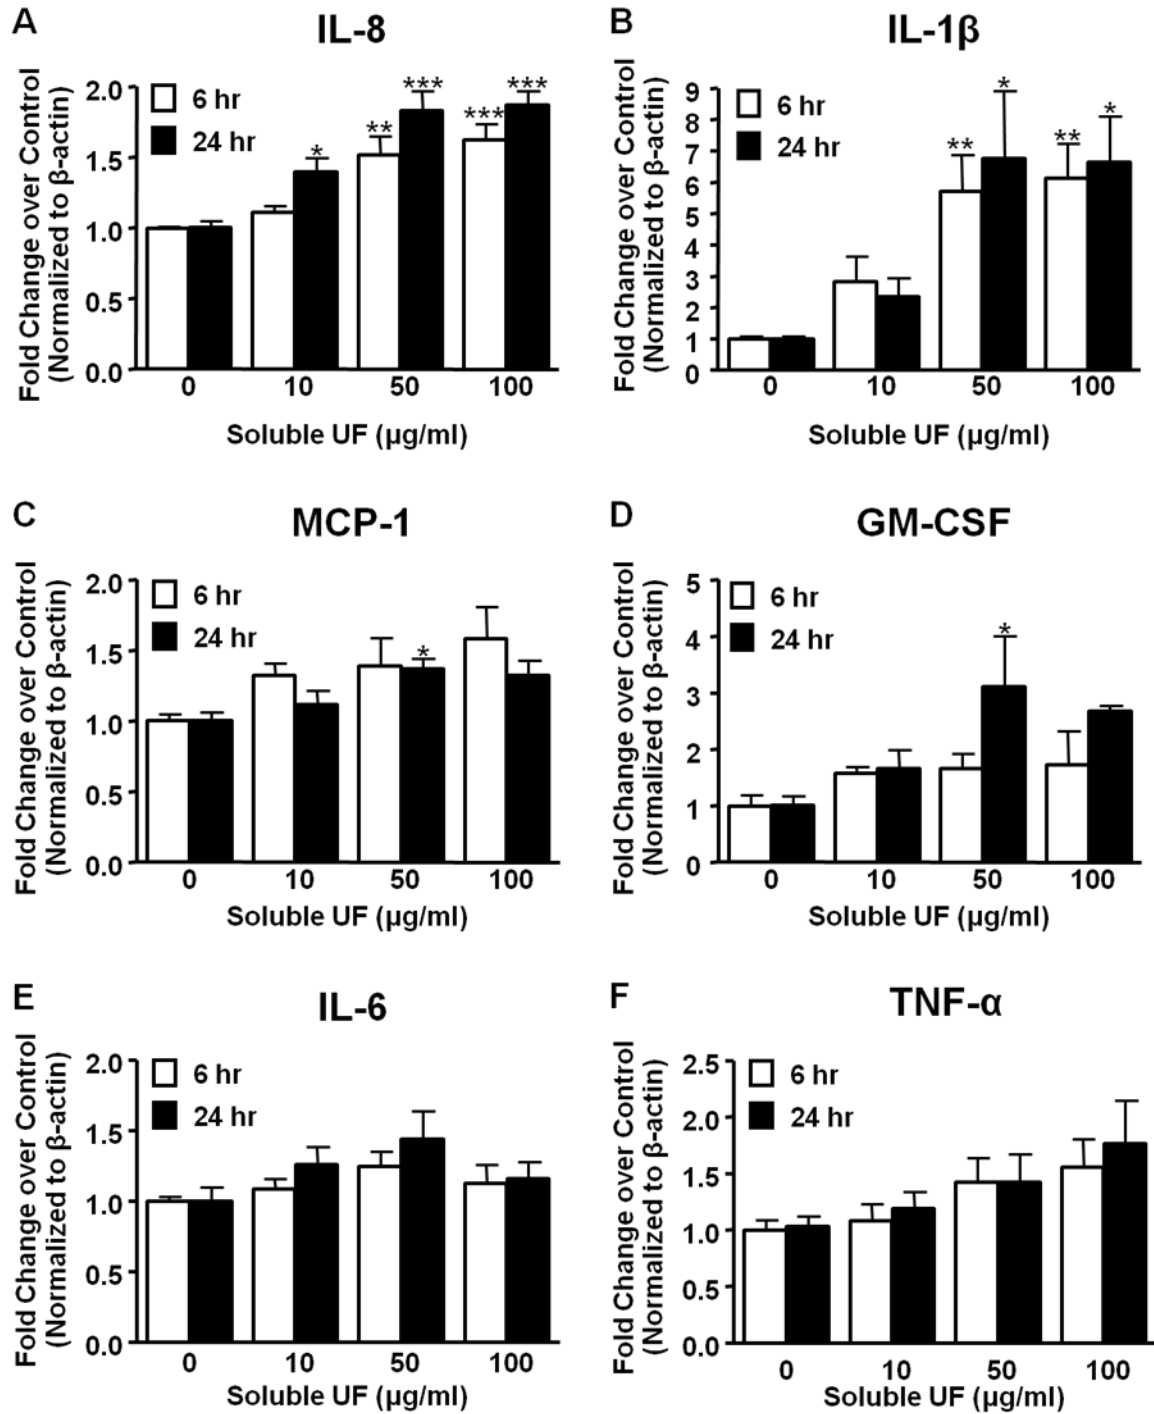 A
IL-8
Fold Change over Control
(Normalized to β-actin)
2.0
1.5
1.0
0.5
0.0
6 hr
24 hr
*
**
***
***
***
0
10
50
100
Soluble UF (μg/ml)
B
IL-1β
Fold Change over Control
(Normalized to β-actin)
9
8
7
6
5
4
3
2
1
0
6 hr
24 hr
**
*
**
*
0
10
50
100
Soluble UF (μg/ml)
C
MCP-1
Fold Change over Control
(Normalized to β-actin)
2.0
1.5
1.0
0.5
0.0
6 hr
24 hr
*
0
10
50
100
Soluble UF (μg/ml)
D
GM-CSF
Fold Change over Control
(Normalized to β-actin)
5
4
3
2
1
0
6 hr
24 hr
*
0
10
50
100
Soluble UF (μg/ml)
E
IL-6
Fold Change over Control
(Normalized to β-actin)
2.0
1.5
1.0
0.5
0.0
6 hr
24 hr
0
10
50
100
Soluble UF (μg/ml)
F
TNF-α
Fold Change over Control
(Normalized to β-actin)
2.5
2.0
1.5
1.0
0.5
0.0
6 hr
24 hr
0
10
50
100
Soluble UF (μg/ml)